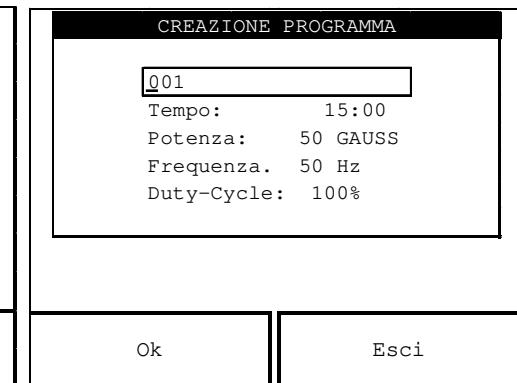 CREAZIONE PROGRAMMA
001
Tempo: 15:00
Potenza: 50 GAUSS
Frequenza. 50 Hz
Duty-Cycle: 100%
Ok Esci